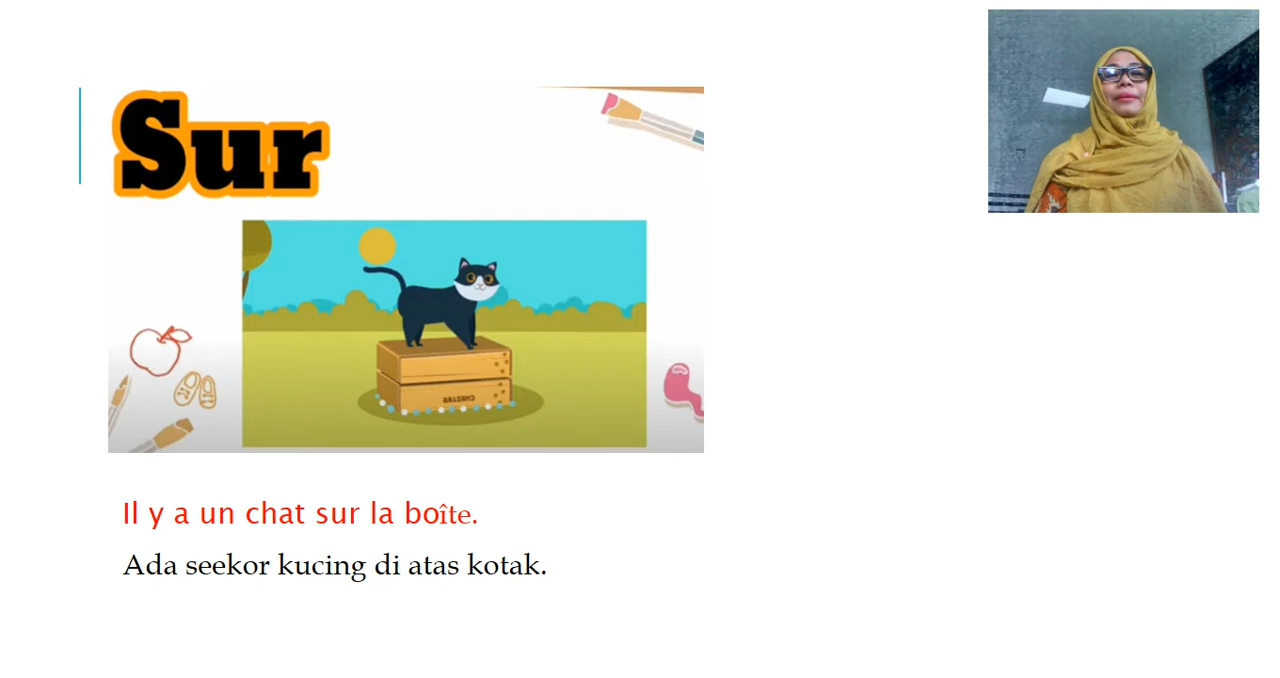 Sur
Il y a un chat sur la boîte.
Ada seekor kucing di atas kotak.